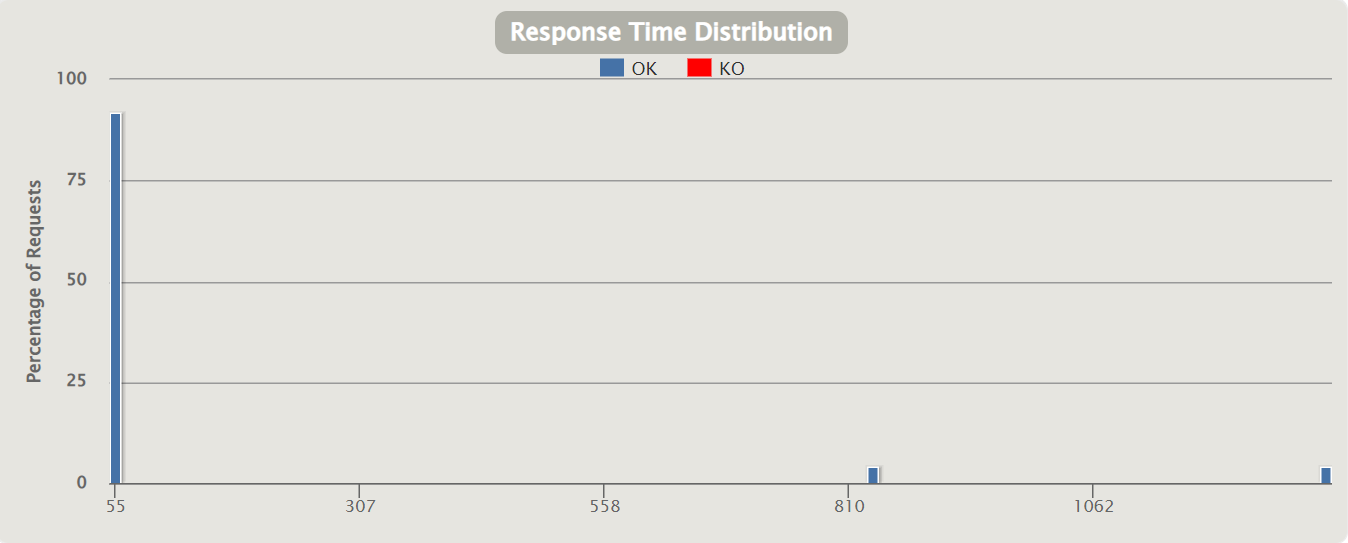 Response Time Distribution
OK KO
100
75
50
25
0
Percentage of Requests
55 307 558 810 1062